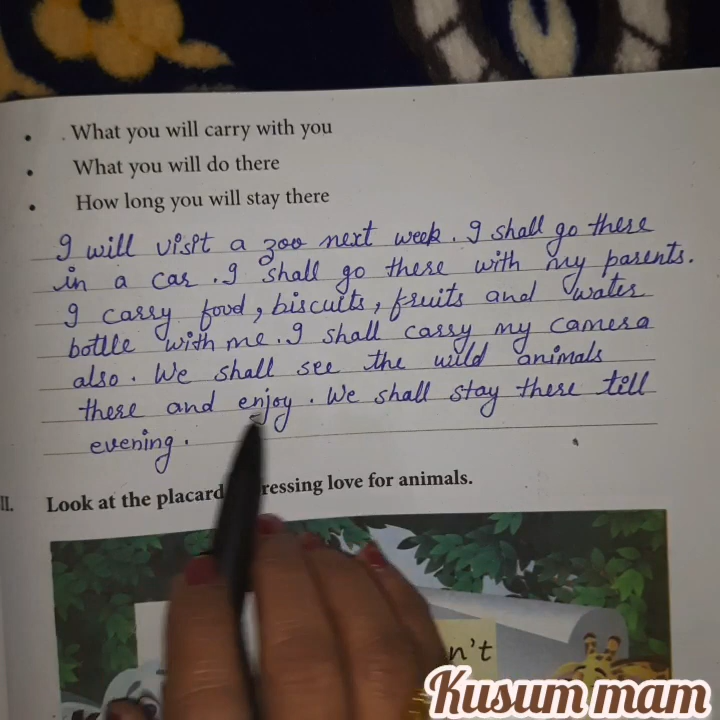 • . What you will carry with you
• What you will do there
• How long you will stay there
I will visit a zoo next week. I shall go there
in a car. I shall go there with my parents.
I carry food, biscuits, fruits and water
bottle with me. I shall carry my camera
also. We shall see the wild animals
there and enjoy. We shall stay there till
evening.
II. Look at the placard ressing love for animals.
n't
Kusum mam